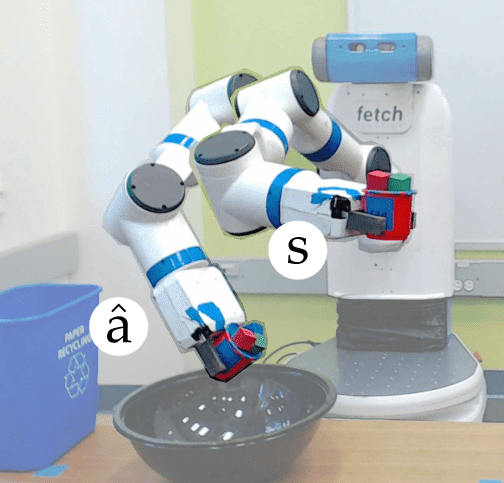 fetch
s
â
PAPER
RECYCLING